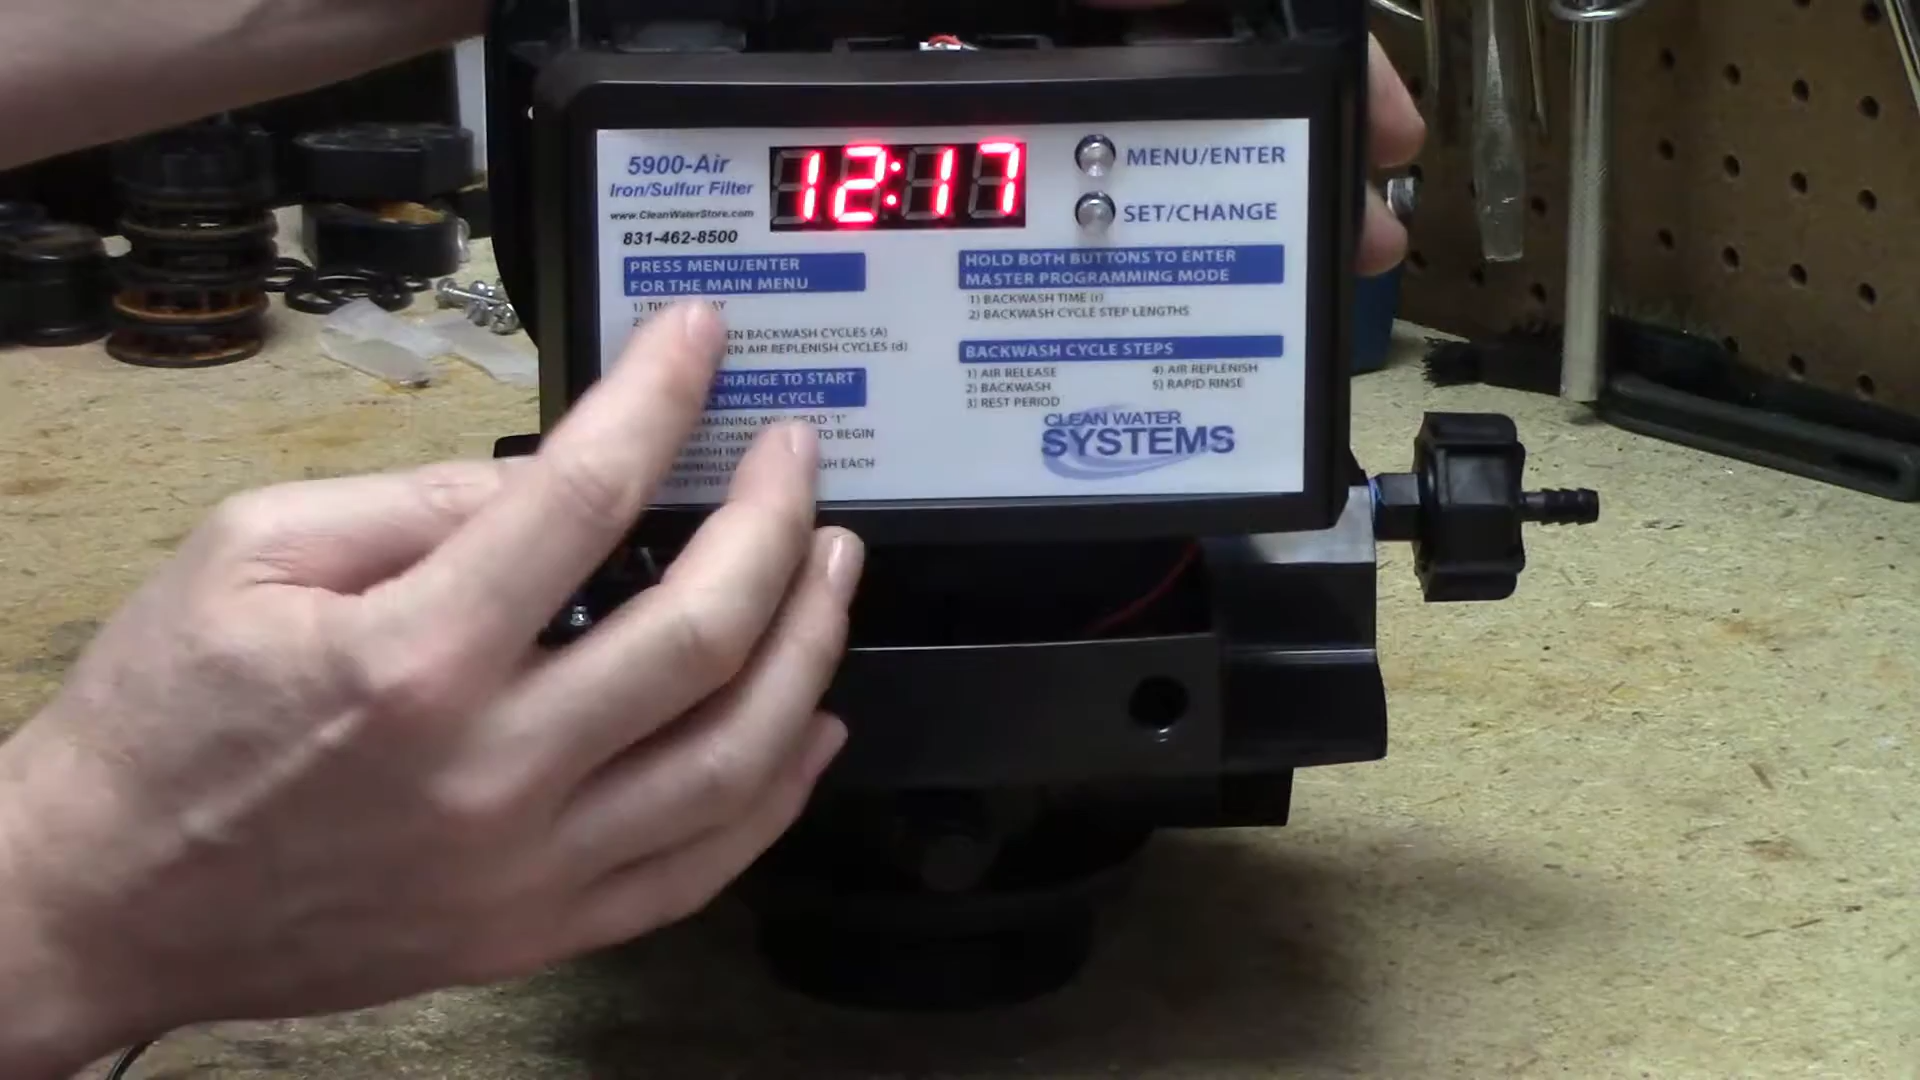 5900-Air
Iron/Sulfur Filter
www.CleanWaterStore.com
831-462-8500
12:17
MENU/ENTER
SET/CHANGE
PRESS MENU/ENTER
FOR THE MAIN MENU
1)
2)
BACKWASH CYCLES (A)
AIR REPLENISH CYCLES (d)
CHANGE TO START
CYCLE
"1"
TO BEGIN
EACH
HOLD BOTH BUTTONS TO ENTER
MASTER PROGRAMMING MODE
1) BACKWASH TIME (r)
2) BACKWASH CYCLE STEP LENGTHS
BACKWASH CYCLE STEPS
1) AIR RELEASE
2) BACKWASH
3) REST PERIOD
4) AIR REPLENISH
5) RAPID RINSE
CLEAN WATER
SYSTEMS